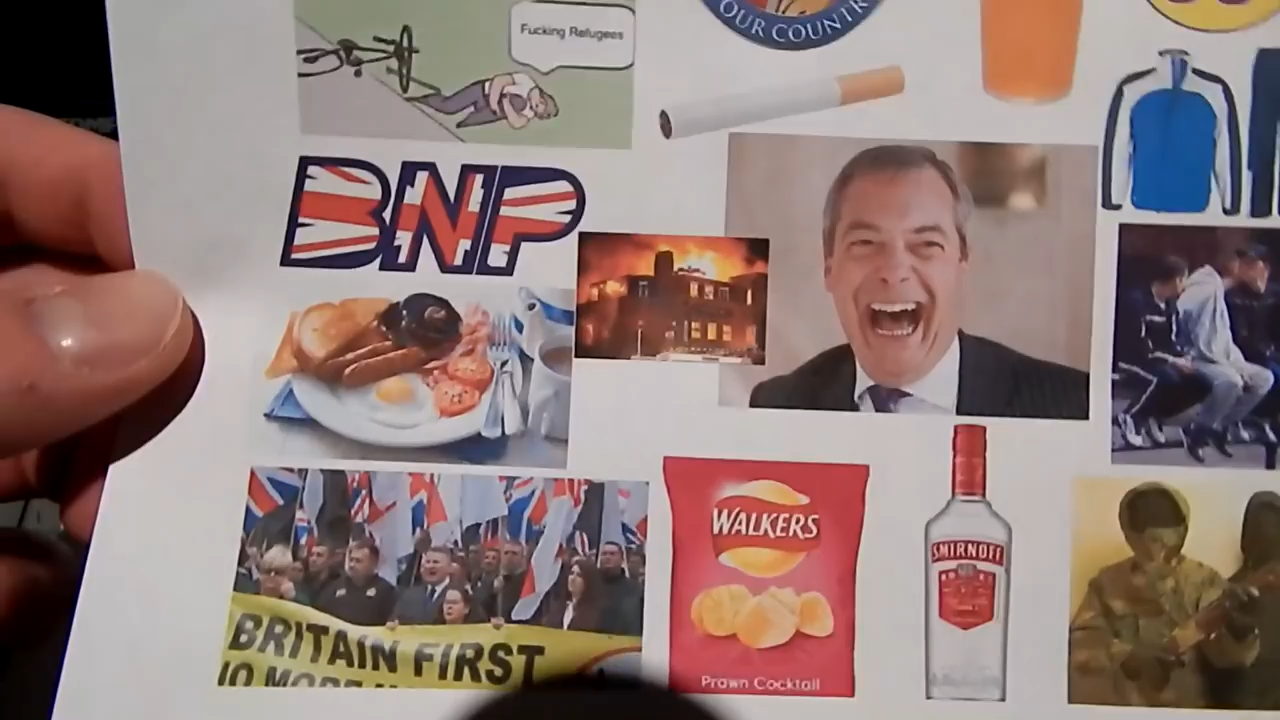 Fucking Refugees
OUR COUNTR
BNP
WALKERS
Prawn Cocktail
SMIRNOFF
BRITAIN FIRST